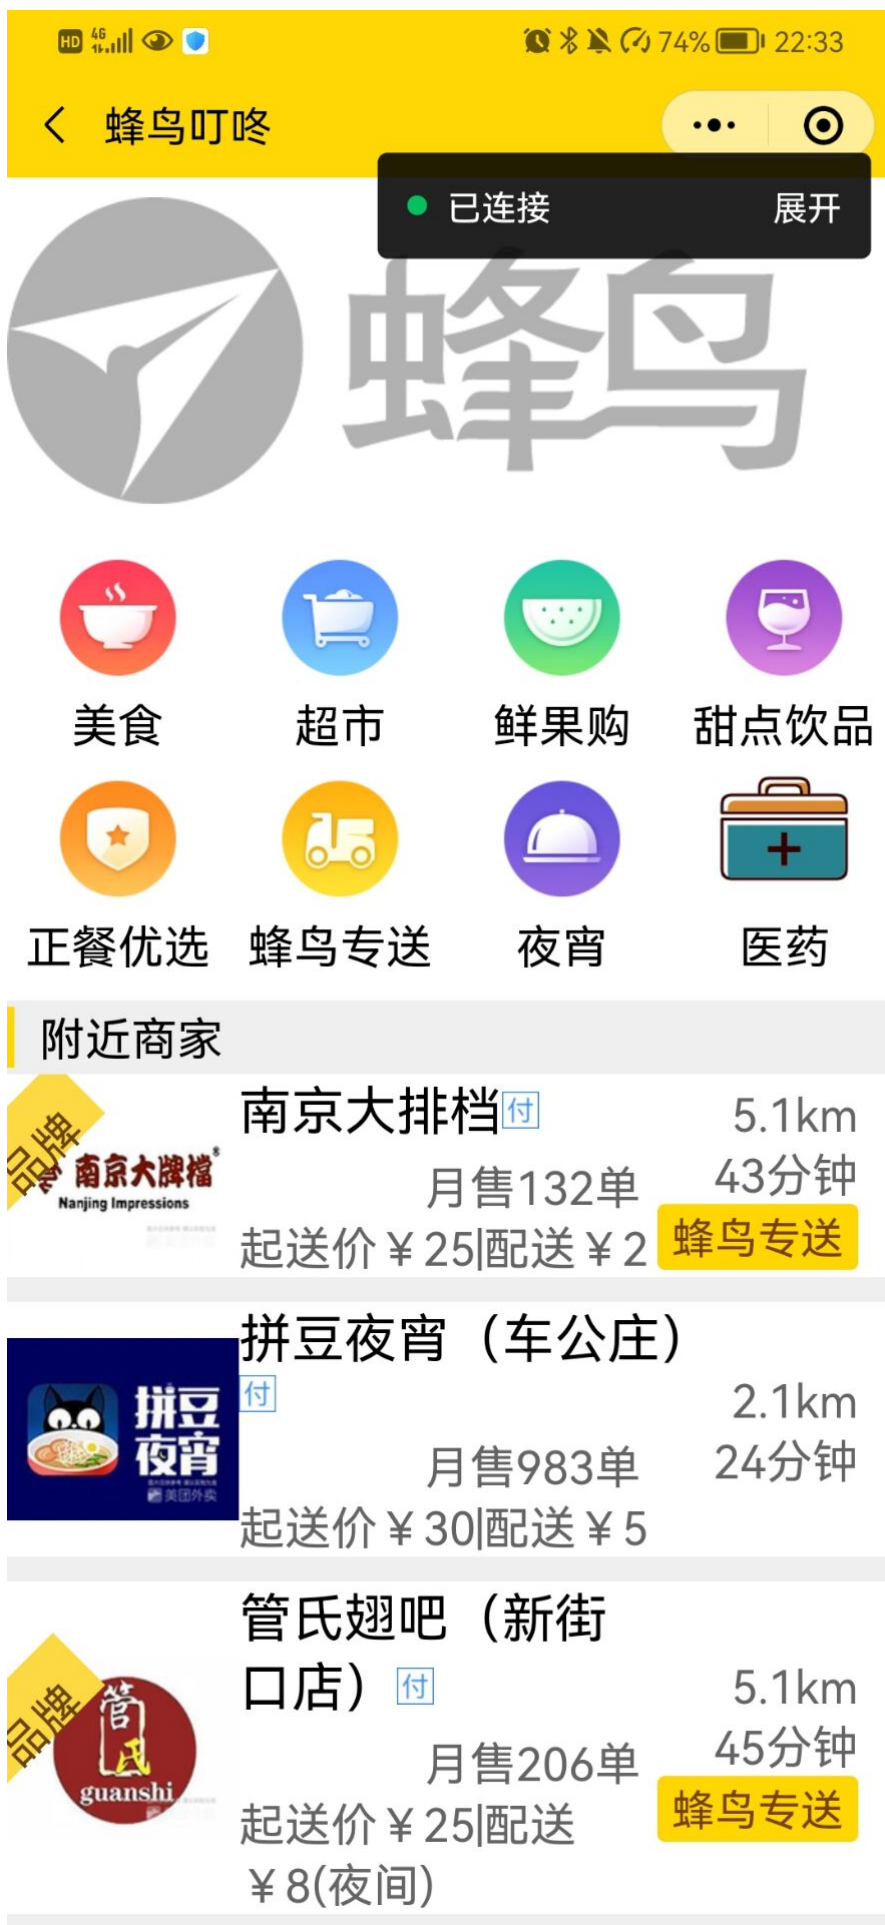 HD 4G 74% 22:33
蜂鸟叮咚
已连接 展开
蜂鸟
美食 超市 鲜果购 甜点饮品
正餐优选 蜂鸟专送 夜宵 医药
附近商家
品牌
南京大牌檔
Nanjing Impressions
南京大排档付
5.1km
月售132单
43分钟
起送价￥25|配送￥2
蜂鸟专送
拼豆
夜宵
美团外卖
拼豆夜宵（车公庄）
付
2.1km
月售983单
24分钟
起送价￥30|配送￥5
品牌
管氏
guanshi
管氏翅吧（新街
口店）付
5.1km
月售206单
45分钟
起送价￥25|配送
￥8(夜间)
蜂鸟专送